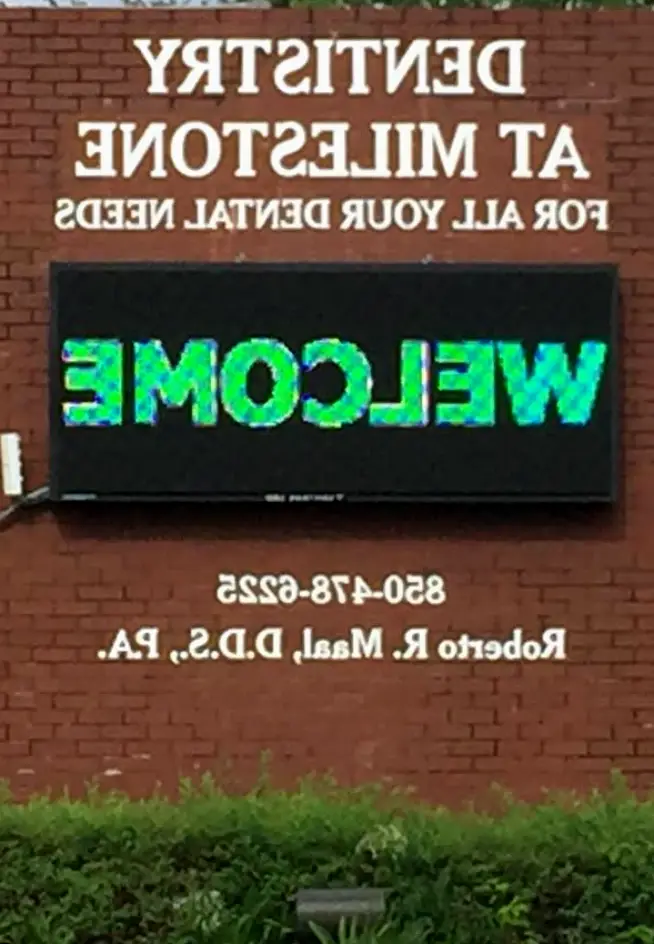 DENTISTRY
AT MILESTONE
FOR ALL YOUR DENTAL NEEDS
WELCOME
850-478-6225
Roberto R. Maal, D.D.S., P.A.